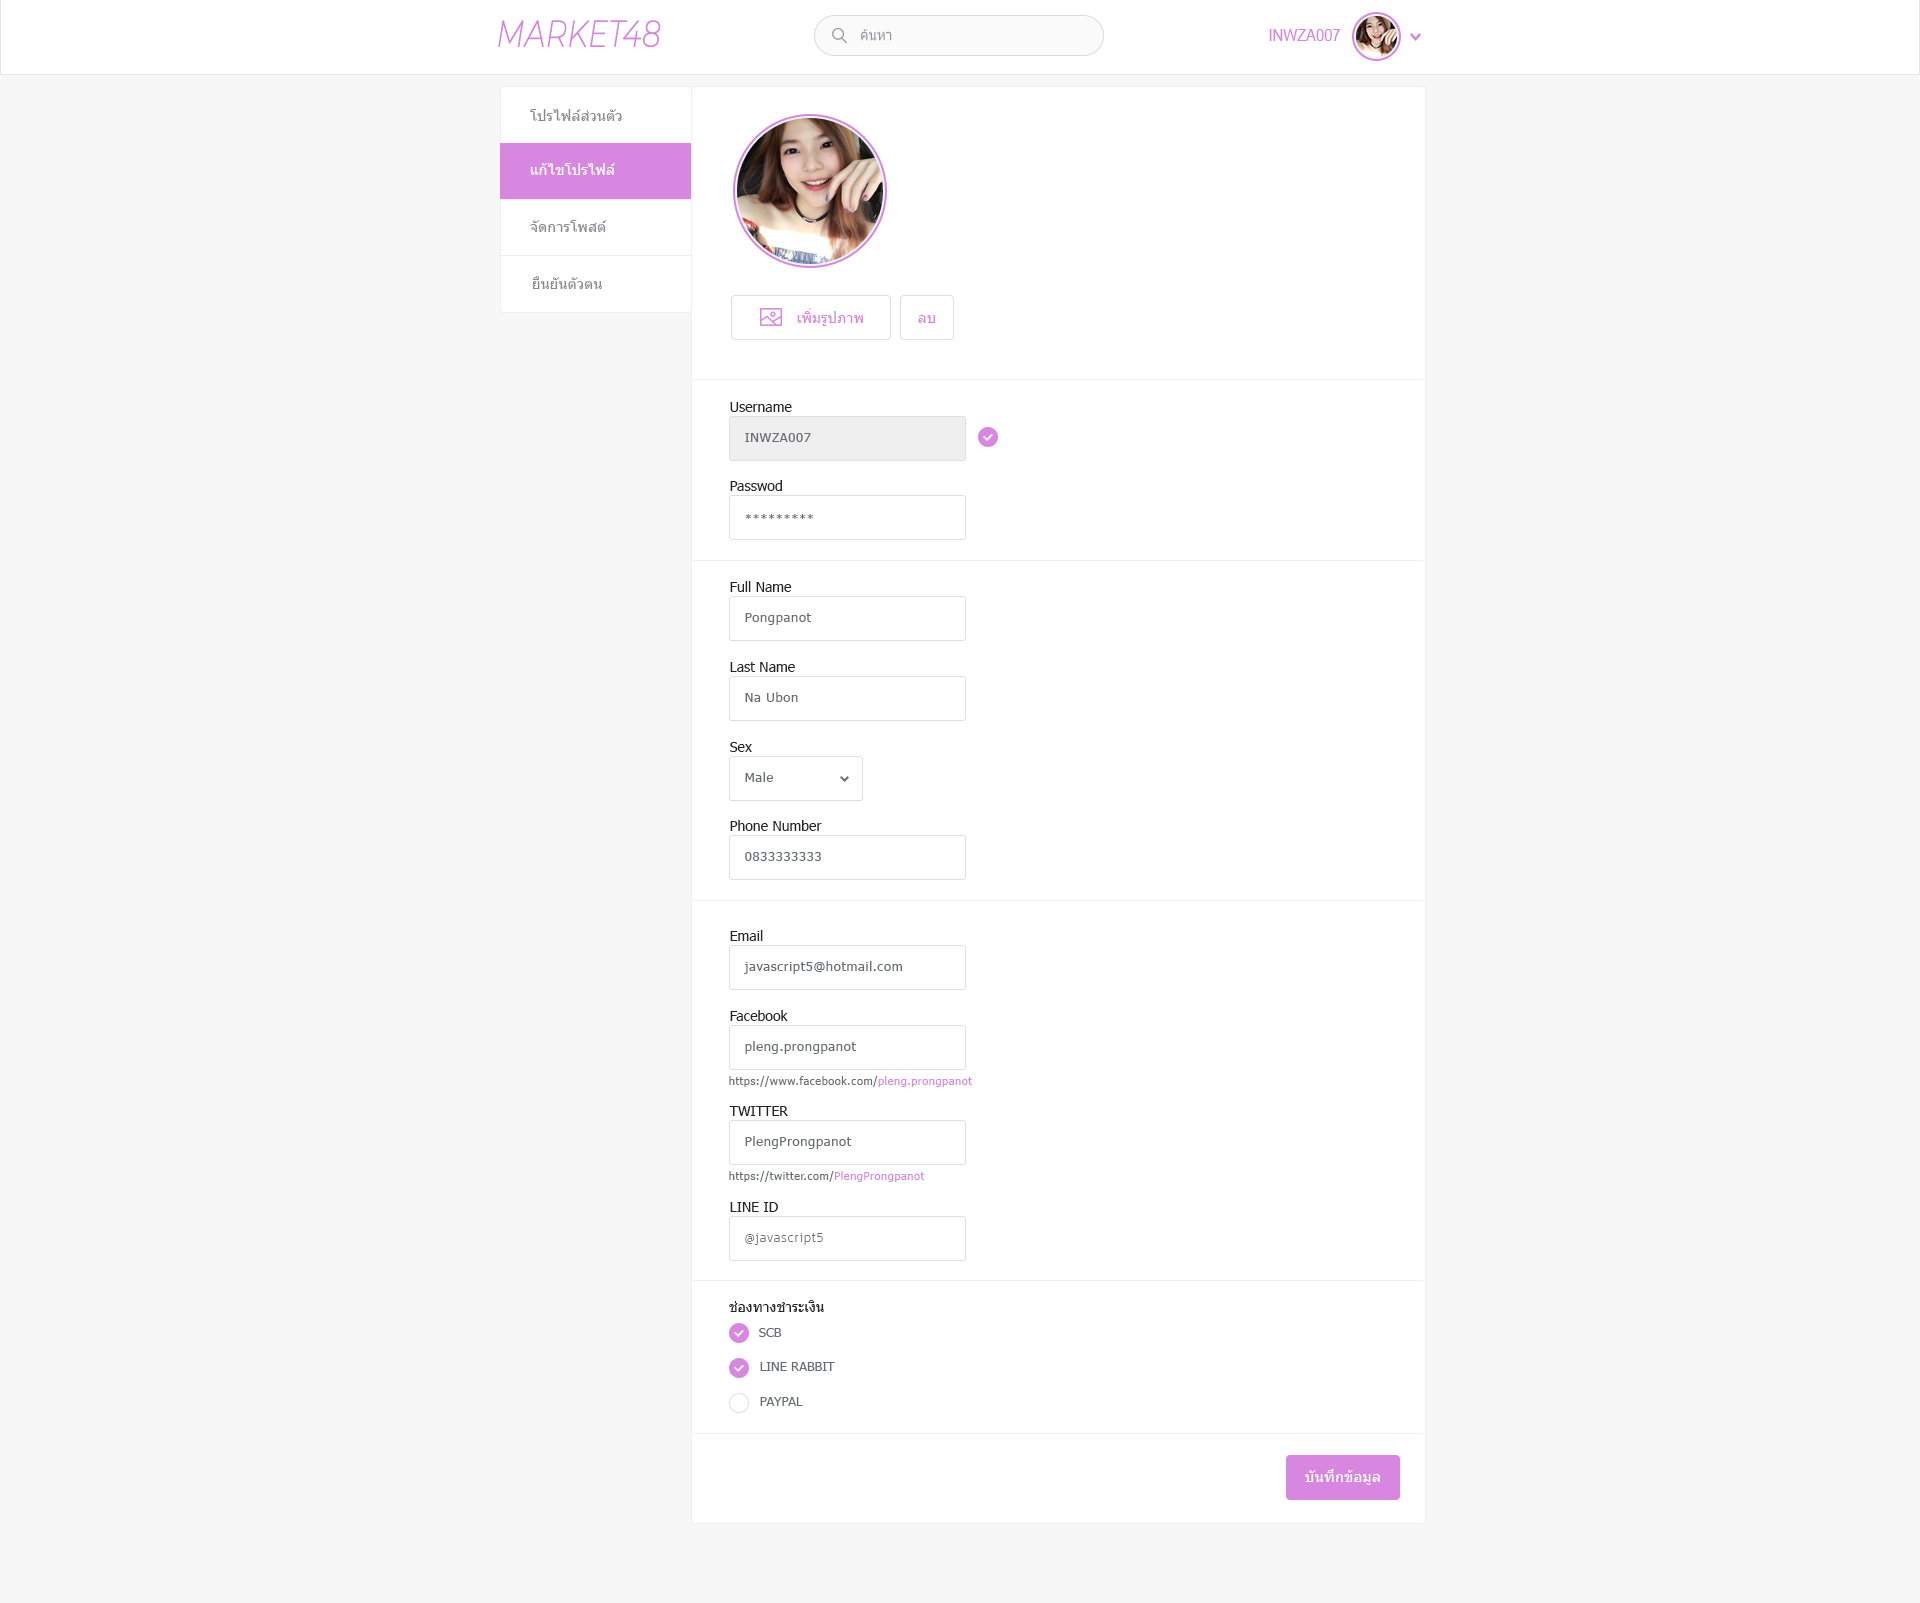 MARKET48
ค้นหา
INWZA007
โปรไฟล์ส่วนตัว
แก้ไขโปรไฟล์
จัดการโพสต์
ยืนยันตัวตน
เพิ่มรูปภาพ
ลบ
Username
INWZA007
Passwod
*********
Full Name
Pongpanot
Last Name
Na Ubon
Sex
Male
Phone Number
0833333333
Email
javascript5@hotmail.com
Facebook
pleng.prongpanot
https://www.facebook.com/pleng.prongpanot
TWITTER
PlengProngpanot
https://twitter.com/PlengProngpanot
LINE ID
@javascript5
ช่องทางชำระเงิน
SCB
LINE RABBIT
PAYPAL
บันทึกข้อมูล